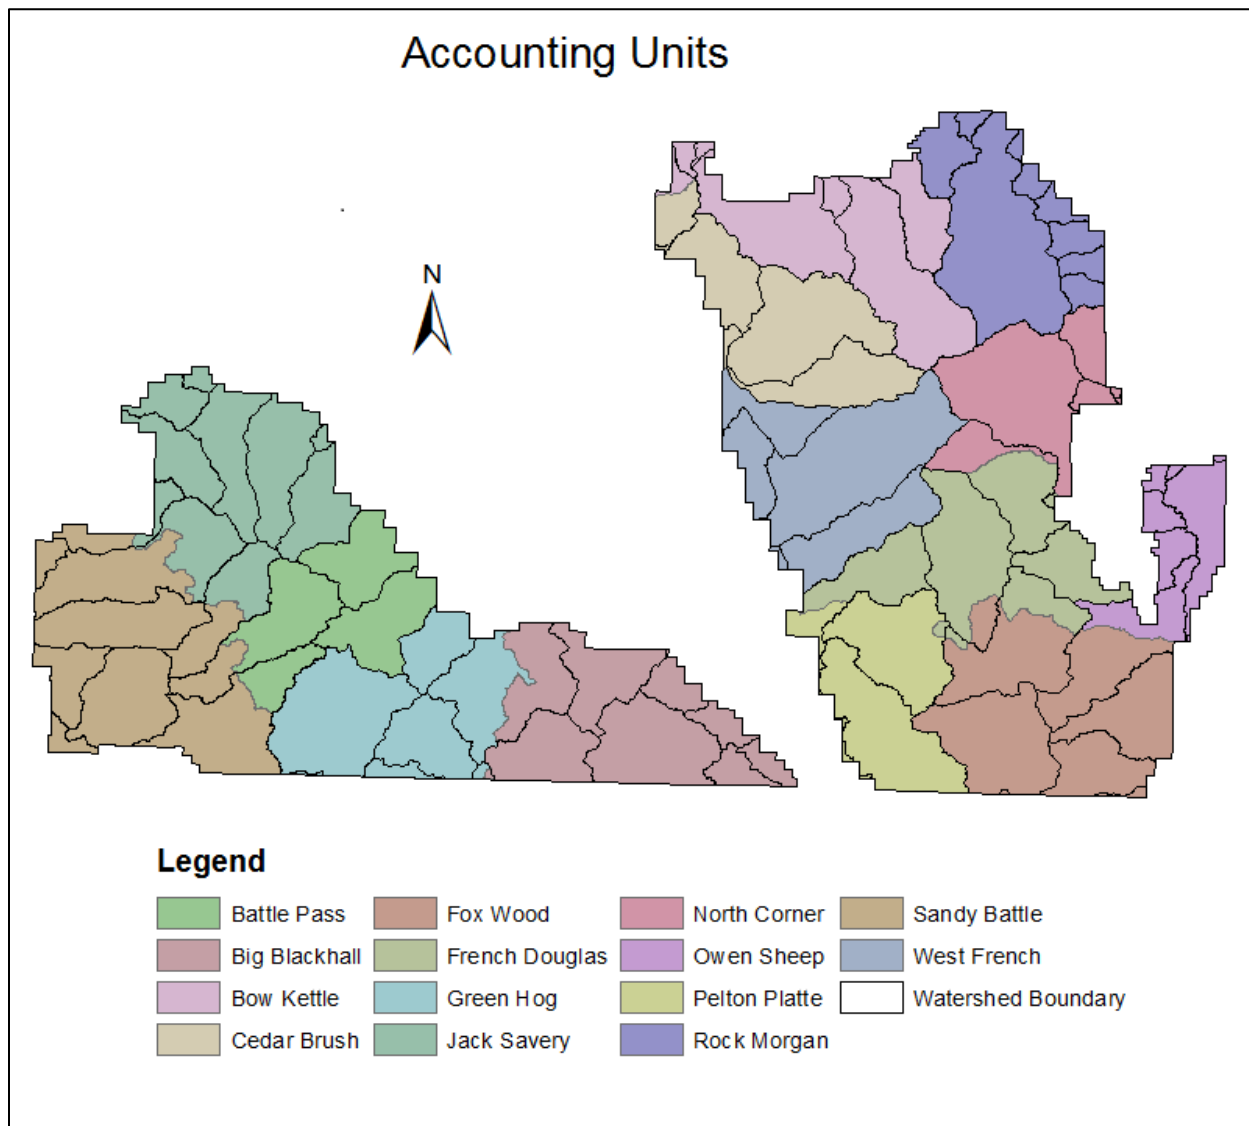 Accounting Units
N
Legend
Battle Pass
Fox Wood
North Corner
Sandy Battle
Big Blackhall
French Douglas
Owen Sheep
West French
Bow Kettle
Green Hog
Pelton Platte
Watershed Boundary
Cedar Brush
Jack Savery
Rock Morgan